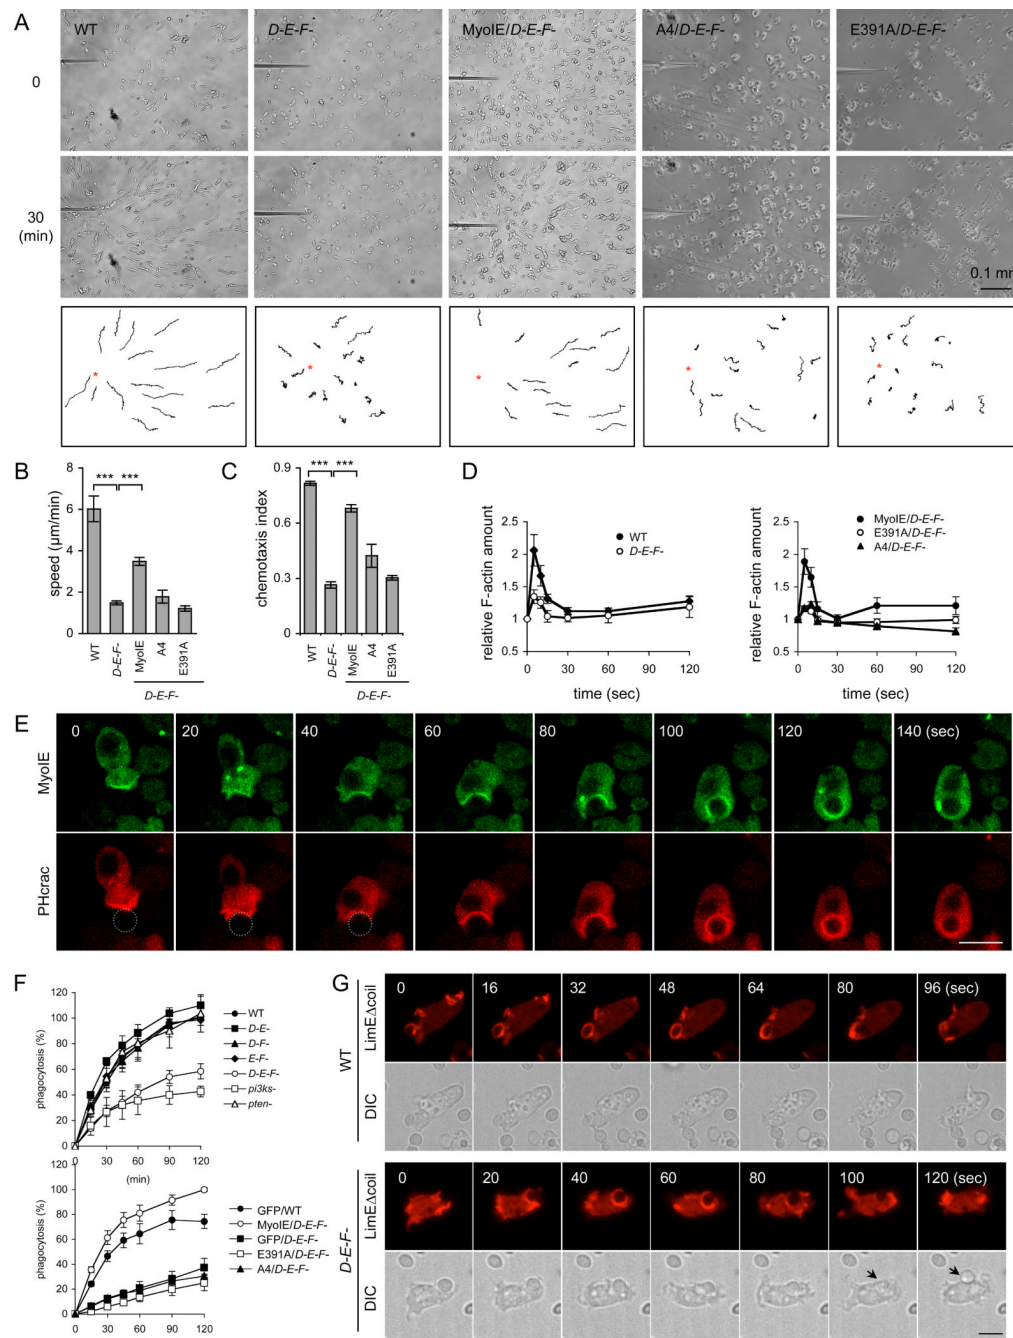 A
WT
D-E-F-
MyoIE/D-E-F-
A4/D-E-F-
E391A/D-E-F-
0
30
(min)
0.1 mm
*
*
*
*
*
B
speed (µm/min)
8
6
4
2
0
***
***
WT
D-E-F-
MyoIE
A4
E391A
D-E-F-
C
chemotaxis index
0.9
0.6
0.3
0
***
***
WT
D-E-F-
MyoIE
A4
E391A
D-E-F-
D
relative F-actin amount
2.5
2
1.5
1
0.5
WT
D-E-F-
0
30
60
90
120
time (sec)
relative F-actin amount
2.5
2
1.5
1
0.5
MyoIE/D-E-F-
E391A/D-E-F-
A4/D-E-F-
0
30
60
90
120
time (sec)
E
MyoIE
0
20
40
60
80
100
120
140 (sec)
PHcrac
F
phagocytosis (%)
120
100
80
60
40
20
0
WT
D-E-
D-F-
E-F-
D-E-F-
pi3ks-
pten-
0
30
60
90
120
(min)
phagocytosis (%)
120
100
80
60
40
20
0
GFP/WT
MyoIE/D-E-F-
GFP/D-E-F-
E391A/D-E-F-
A4/D-E-F-
0
30
60
90
120
G
WT
LimEΔcoil
0
16
32
48
64
80
96 (sec)
DIC
D-E-F-
LimEΔcoil
0
20
40
60
80
100
120 (sec)
DIC